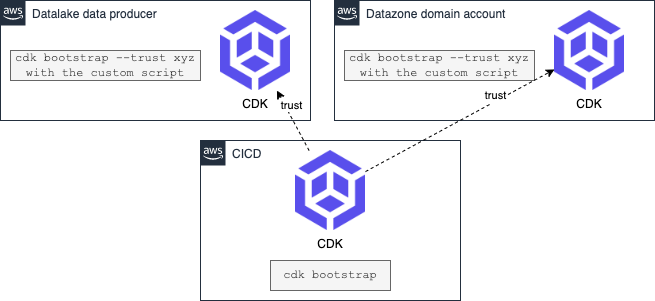 aws Datalake data producer
cdk bootstrap --trust xyz
with the custom script
CDK
trust
aws Datazone domain account
cdk bootstrap --trust xyz
with the custom script
CDK
trust
aws CICD
CDK
cdk bootstrap